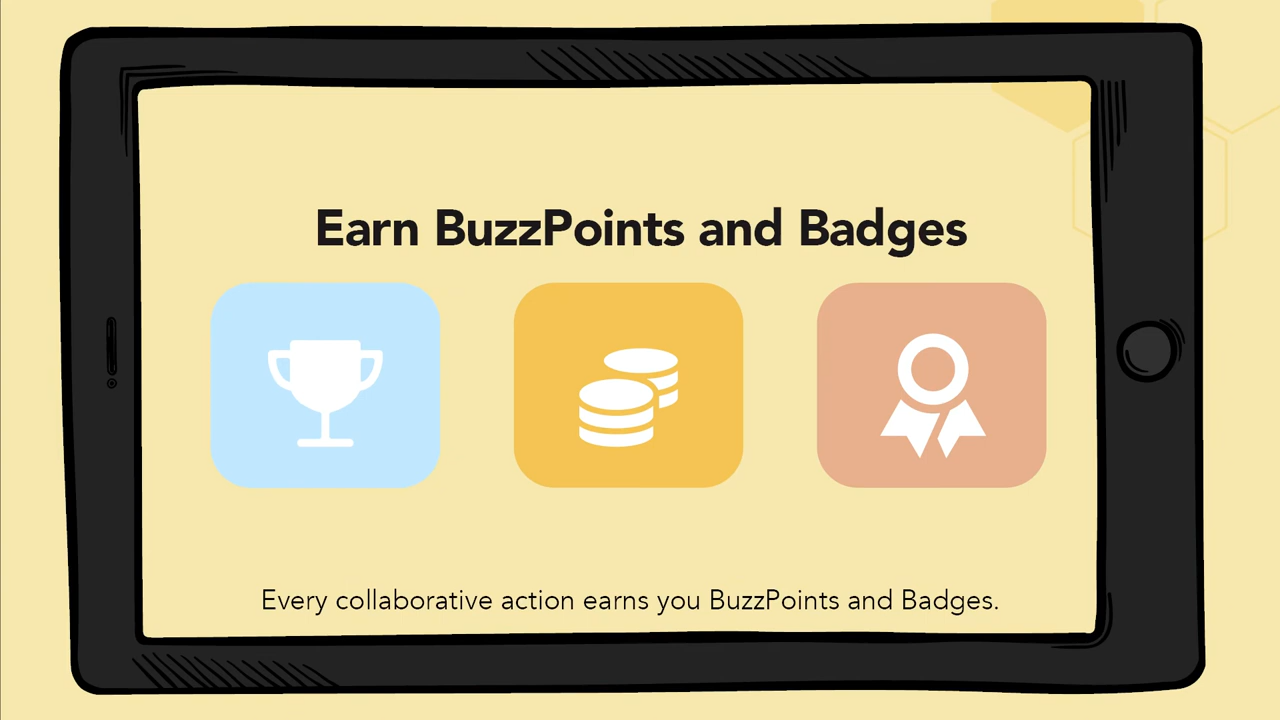 Earn BuzzPoints and Badges
Every collaborative action earns you BuzzPoints and Badges.